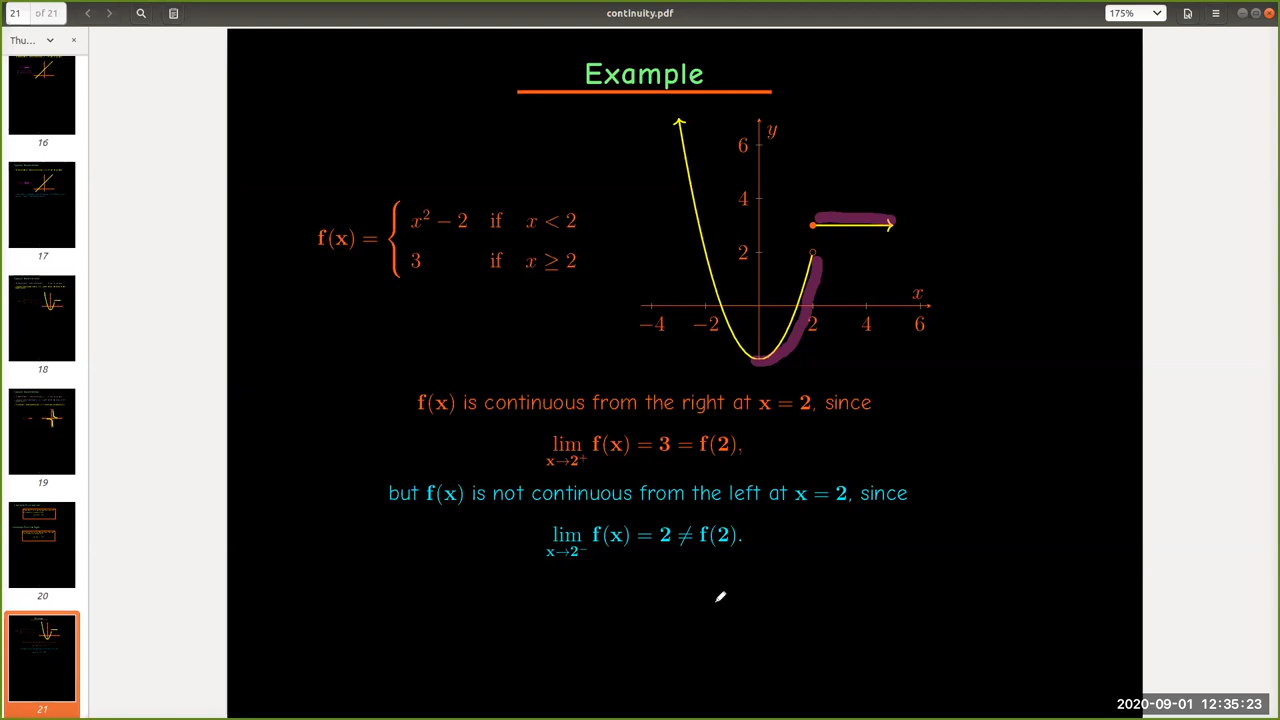 21 of 21
continuity.pdf
175%
Thu...
16
17
18
19
20
21
Example
f(x) = { x² − 2 if x < 2
3 if x ≥ 2
y
6
4
2
x
−4 −2 2 4 6
f(x) is continuous from the right at x = 2, since
lim x→2⁺ f(x) = 3 = f(2),
but f(x) is not continuous from the left at x = 2, since
lim x→2⁻ f(x) = 2 ≠ f(2).
2020-09-01 12:35:23